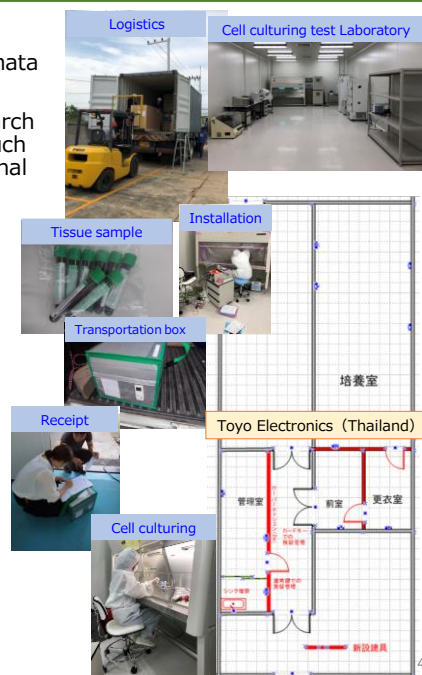 Logistics
Cell culturing test Laboratory
nata
rch
uch
nal
Installation
Tissue sample
Transportation box
培養室
Receipt
Toyo Electronics（Thailand）
管理室
前室
更衣室
Cell culturing
新設建具
4